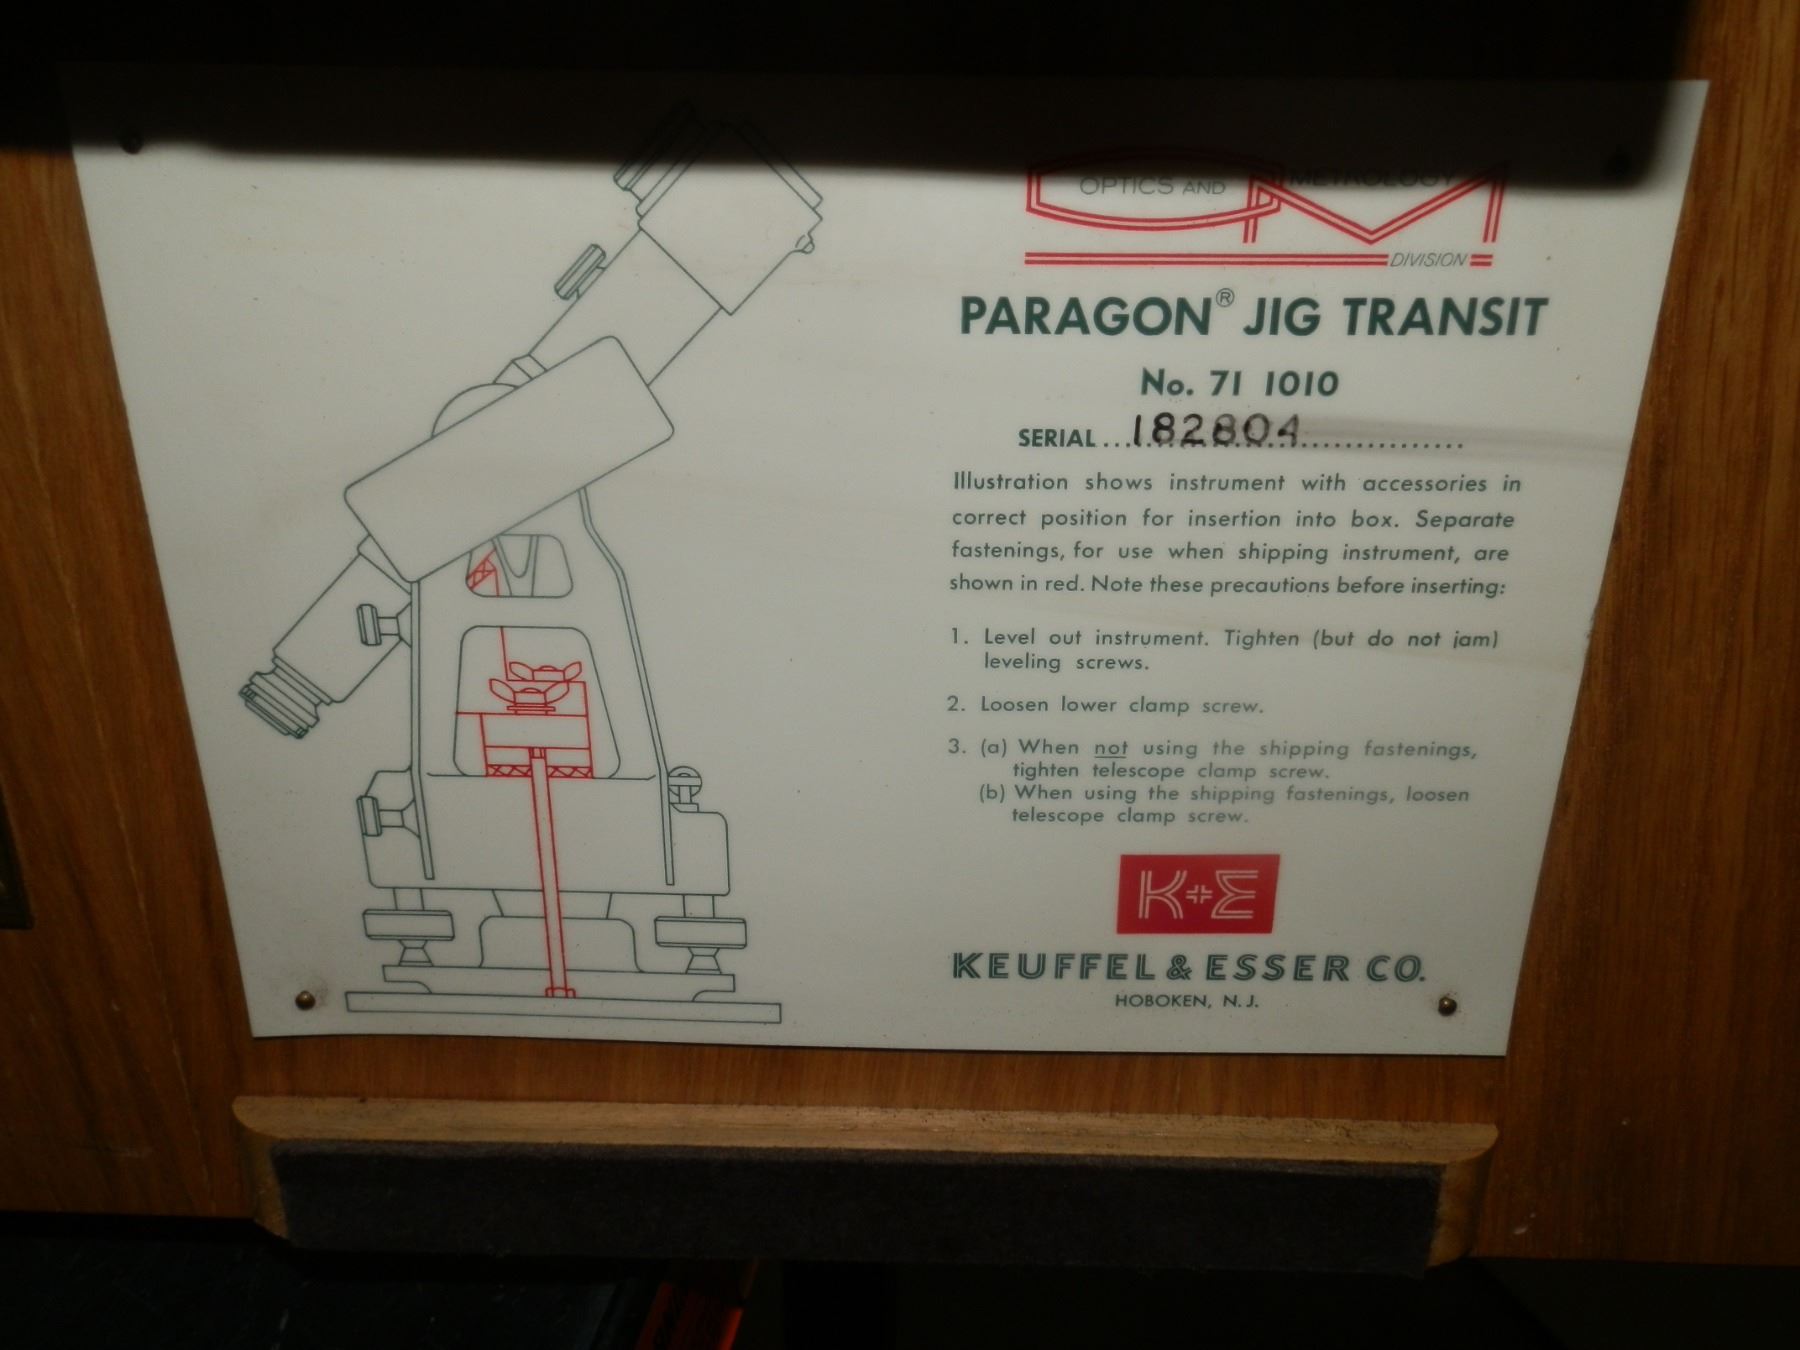 OPTICS AND METROLOGY
DIVISION
PARAGON® JIG TRANSIT
No. 71 1010
SERIAL....182804....................
Illustration shows instrument with accessories in
correct position for insertion into box. Separate
fastenings, for use when shipping instrument, are
shown in red. Note these precautions before inserting:
1. Level out instrument. Tighten (but do not jam)
leveling screws.
2. Loosen lower clamp screw.
3. (a) When not using the shipping fastenings,
tighten telescope clamp screw.
(b) When using the shipping fastenings, loosen
telescope clamp screw.
K+E
KEUFFEL & ESSER CO.
HOBOKEN, N. J.